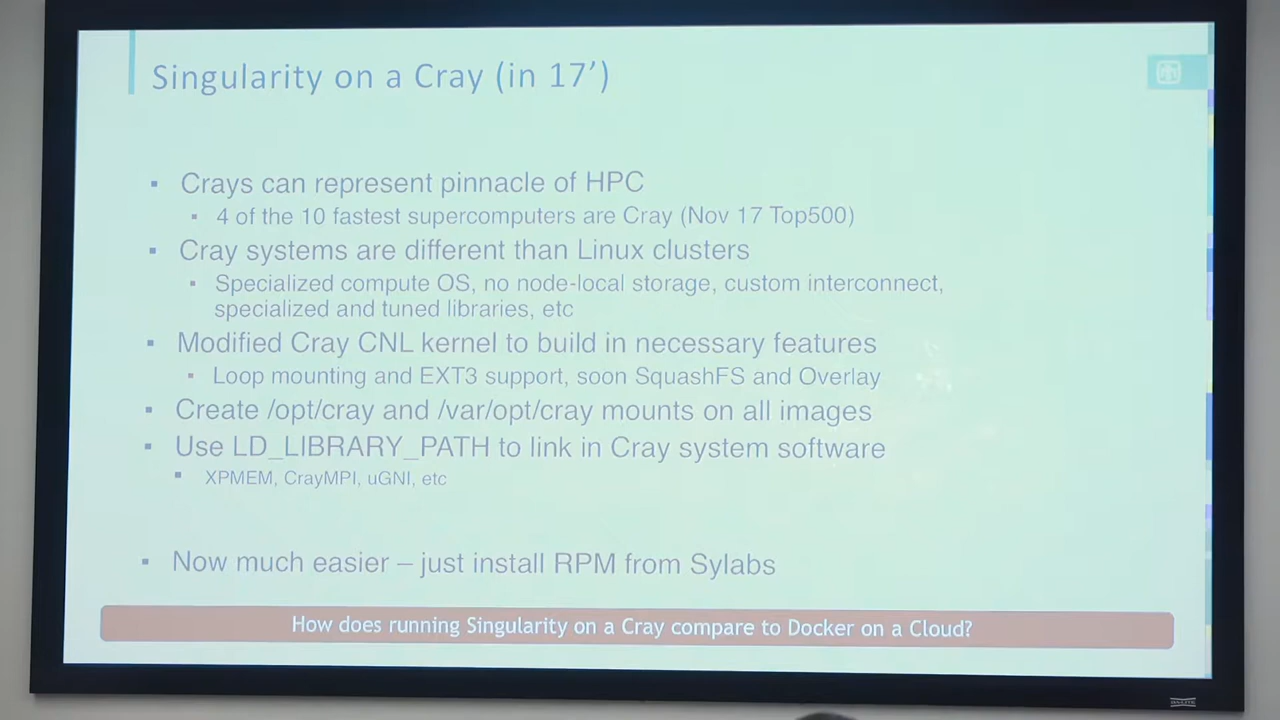 Singularity on a Cray (in 17’)
▪ Crays can represent pinnacle of HPC
▪ 4 of the 10 fastest supercomputers are Cray (Nov 17 Top500)
▪ Cray systems are different than Linux clusters
▪ Specialized compute OS, no node-local storage, custom interconnect,
specialized and tuned libraries, etc
▪ Modified Cray CNL kernel to build in necessary features
▪ Loop mounting and EXT3 support, soon SquashFS and Overlay
▪ Create /opt/cray and /var/opt/cray mounts on all images
▪ Use LD_LIBRARY_PATH to link in Cray system software
▪ XPMEM, CrayMPI, uGNI, etc
▪ Now much easier – just install RPM from Sylabs
How does running Singularity on a Cray compare to Docker on a Cloud?